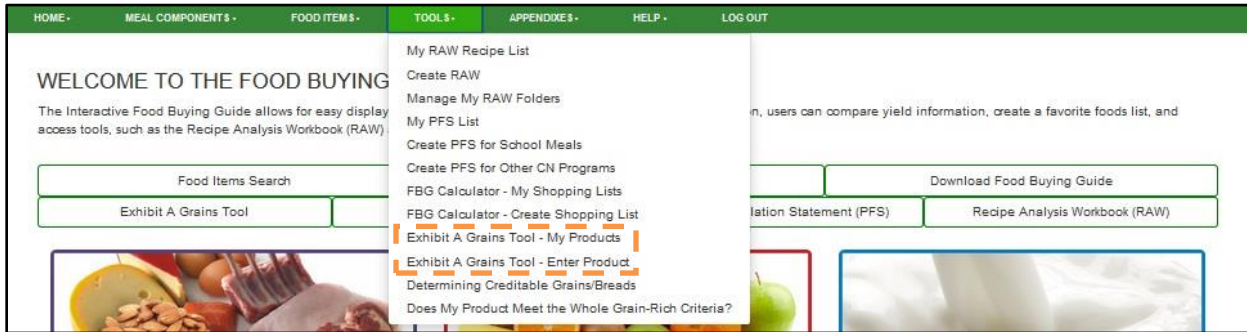 HOME MEAL COMPONENTS FOOD ITEMS TOOLS APPENDIXES HELP LOG OUT
My RAW Recipe List
Create RAW
Manage My RAW Folders
My PFS List
Create PFS for School Meals
Create PFS for Other CN Programs
FBG Calculator - My Shopping Lists
FBG Calculator - Create Shopping List
Exhibit A Grains Tool - My Products
Exhibit A Grains Tool - Enter Product
Determining Creditable Grains/Breads
Does My Product Meet the Whole Grain-Rich Criteria?
WELCOME TO THE FOOD BUYING
The Interactive Food Buying Guide allows for easy display n, users can compare yield information, create a favorite foods list, and
access tools, such as the Recipe Analysis Workbook (RAW)
Food Items Search Download Food Buying Guide
Exhibit A Grains Tool lation Statement (PFS) Recipe Analysis Workbook (RAW)